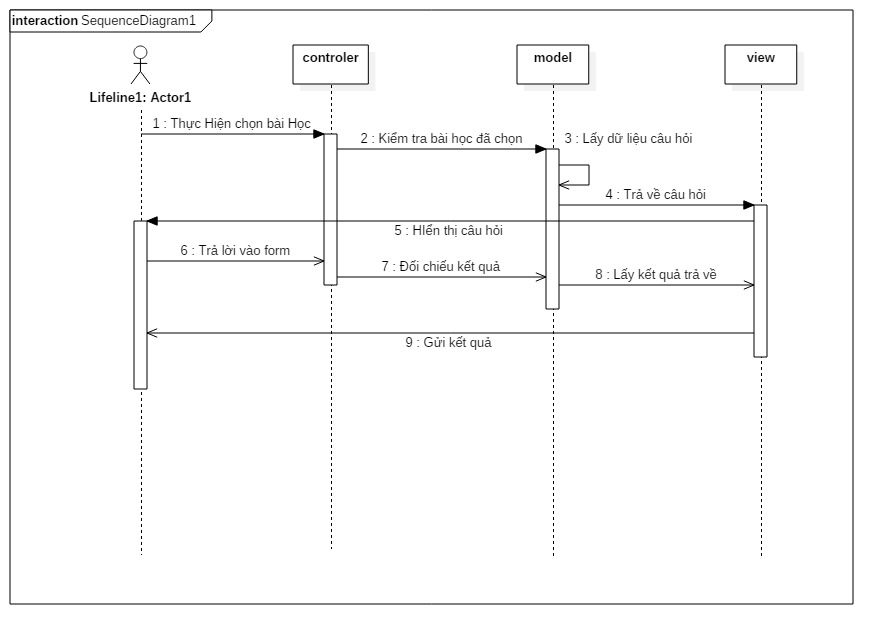 interaction SequenceDiagram1
controler
model
view
Lifeline1: Actor1
1 : Thực Hiện chọn bài Học
2 : Kiểm tra bài học đã chọn
3 : Lấy dữ liệu câu hỏi
4 : Trả về câu hỏi
5 : HIển thị câu hỏi
6 : Trả lời vào form
7 : Đối chiếu kết quả
8 : Lấy kết quả trả về
9 : Gửi kết quả